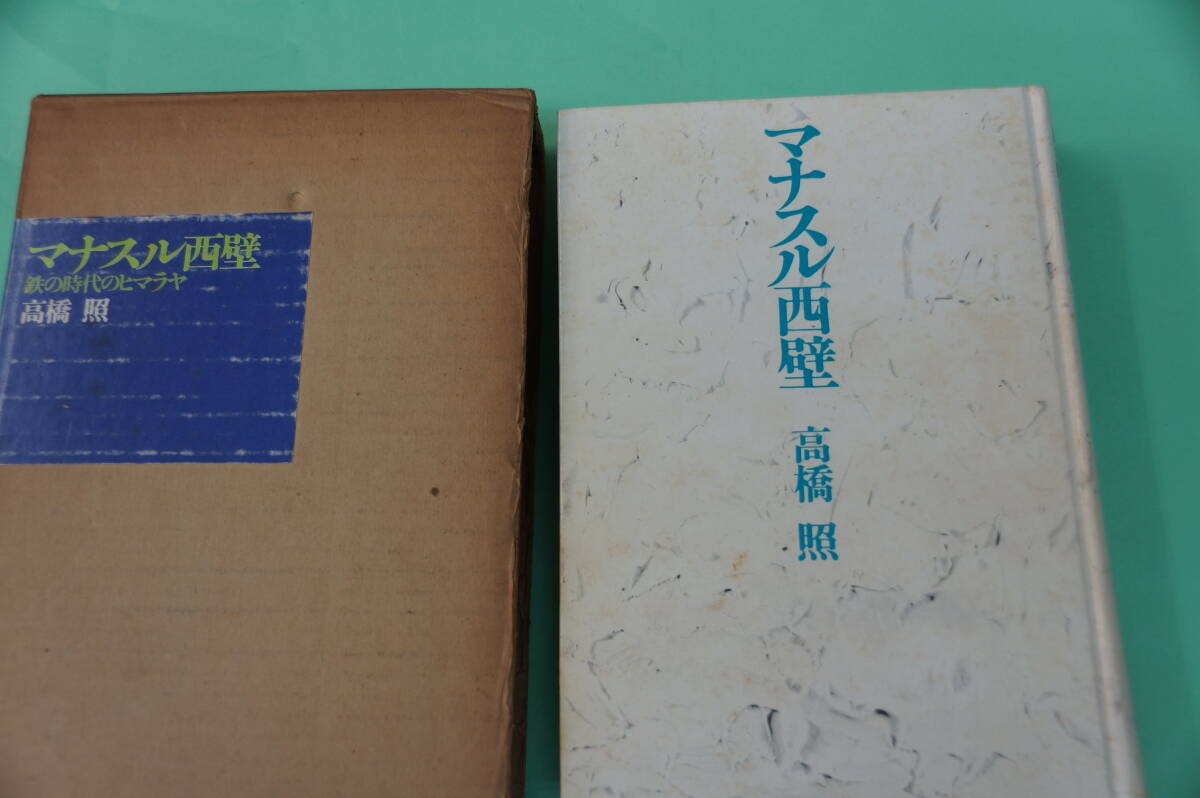 マナスル西壁
鉄の時代のヒマラヤ
高橋 照
マナスル西壁 高橋 照